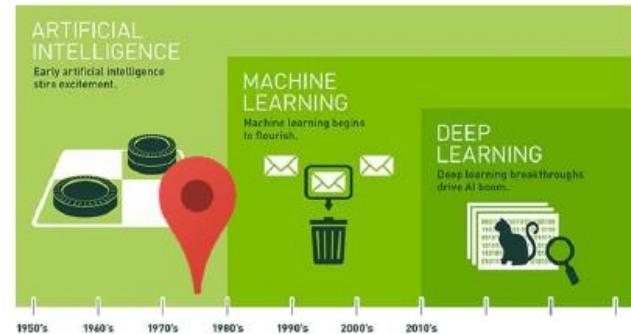 ARTIFICIAL
INTELLIGENCE
Early artificial intelligence
stirs excitement.
MACHINE
LEARNING
Machine learning begins
to flourish.
DEEP
LEARNING
Deep learning breakthroughs
drive AI boom.
1950's 1960's 1970's 1980's 1990's 2000's 2010's